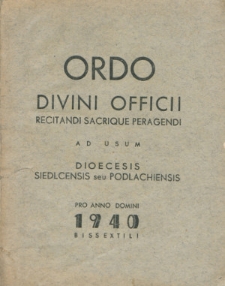 ORDO
DIVINI OFFICII
RECITANDI SACRIQUE PERAGENDI
AD USUM
DIOECESIS
SIEDLCENSIS seu PODLACHIENSIS
PRO ANNO DOMINI
1940
BISSEXTILI